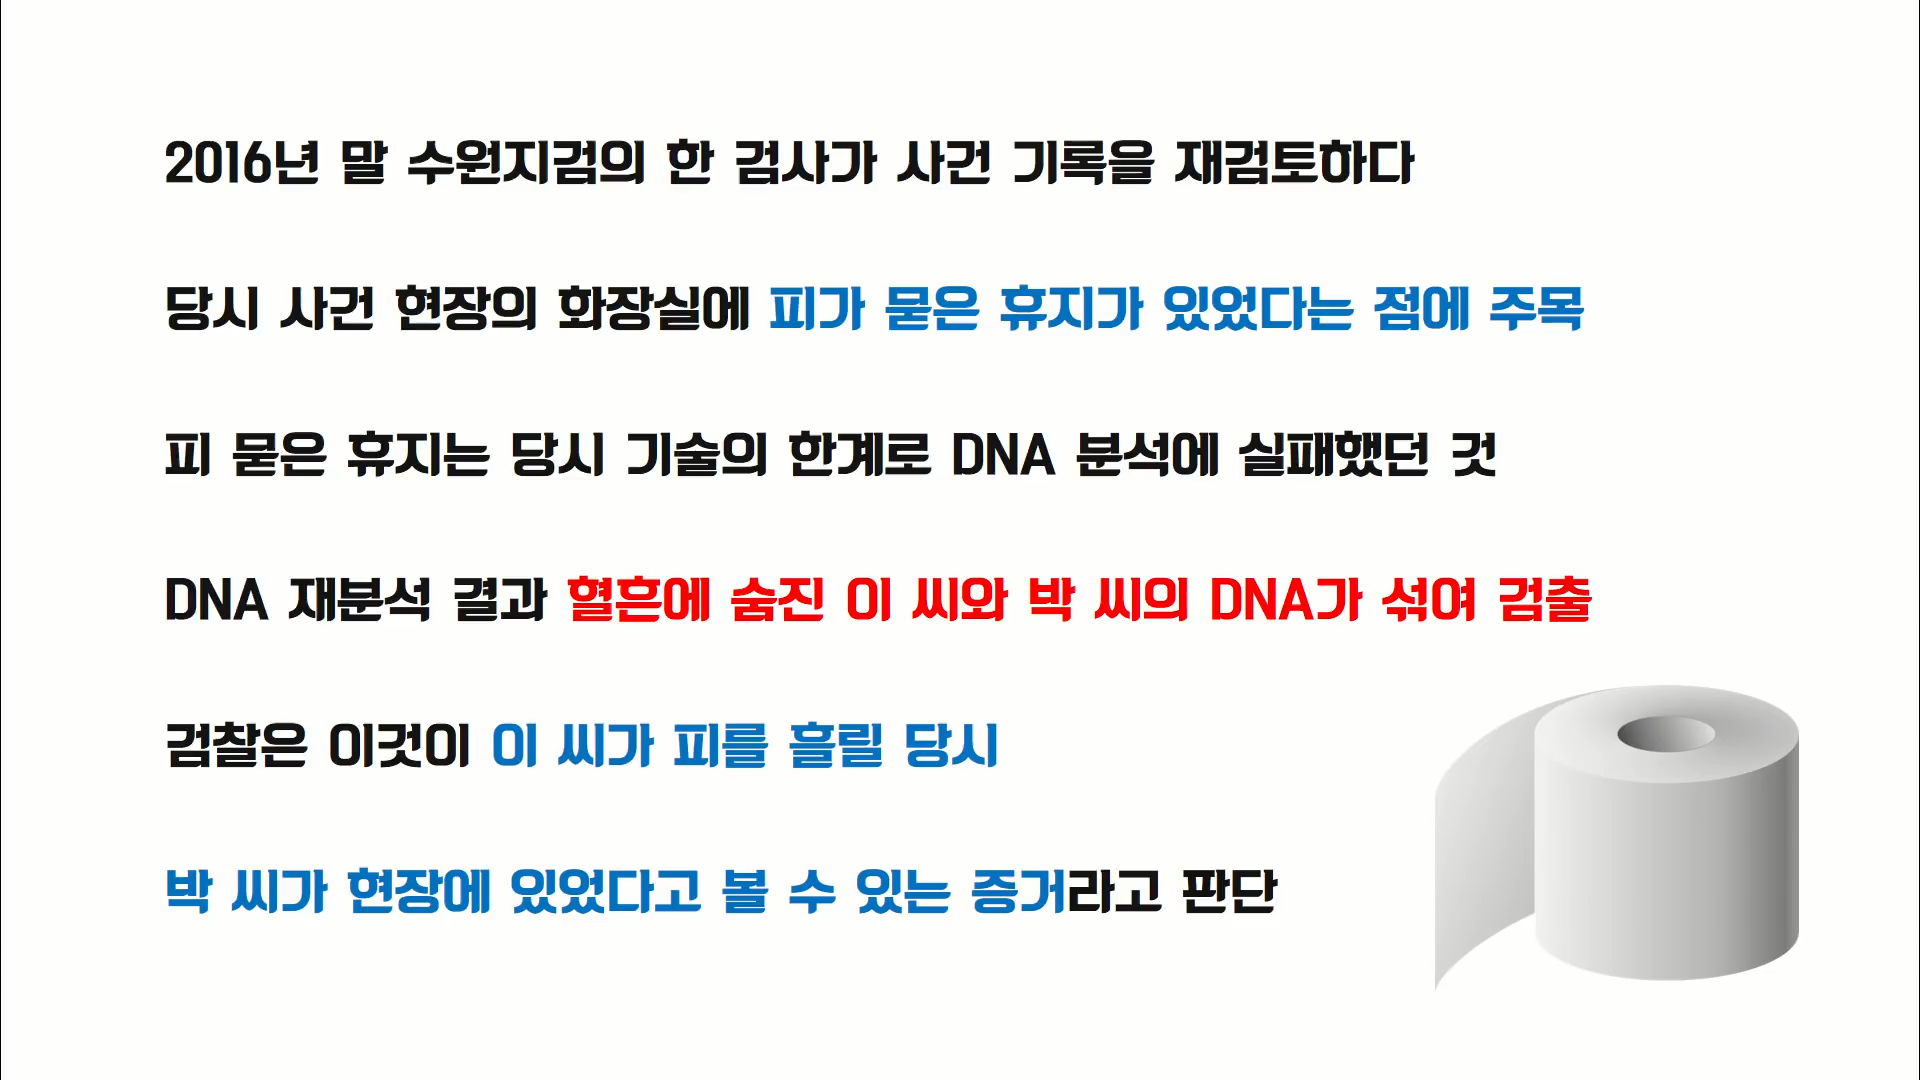 2016년 말 수원지검의 한 검사가 사건 기록을 재검토하다
당시 사건 현장의 화장실에 피가 묻은 휴지가 있었다는 점에 주목
피 묻은 휴지는 당시 기술의 한계로 DNA 분석에 실패했던 것
DNA 재분석 결과 혈흔에 숨진 이 씨와 박 씨의 DNA가 섞여 검출
검찰은 이것이 이 씨가 피를 흘릴 당시
박 씨가 현장에 있었다고 볼 수 있는 증거라고 판단